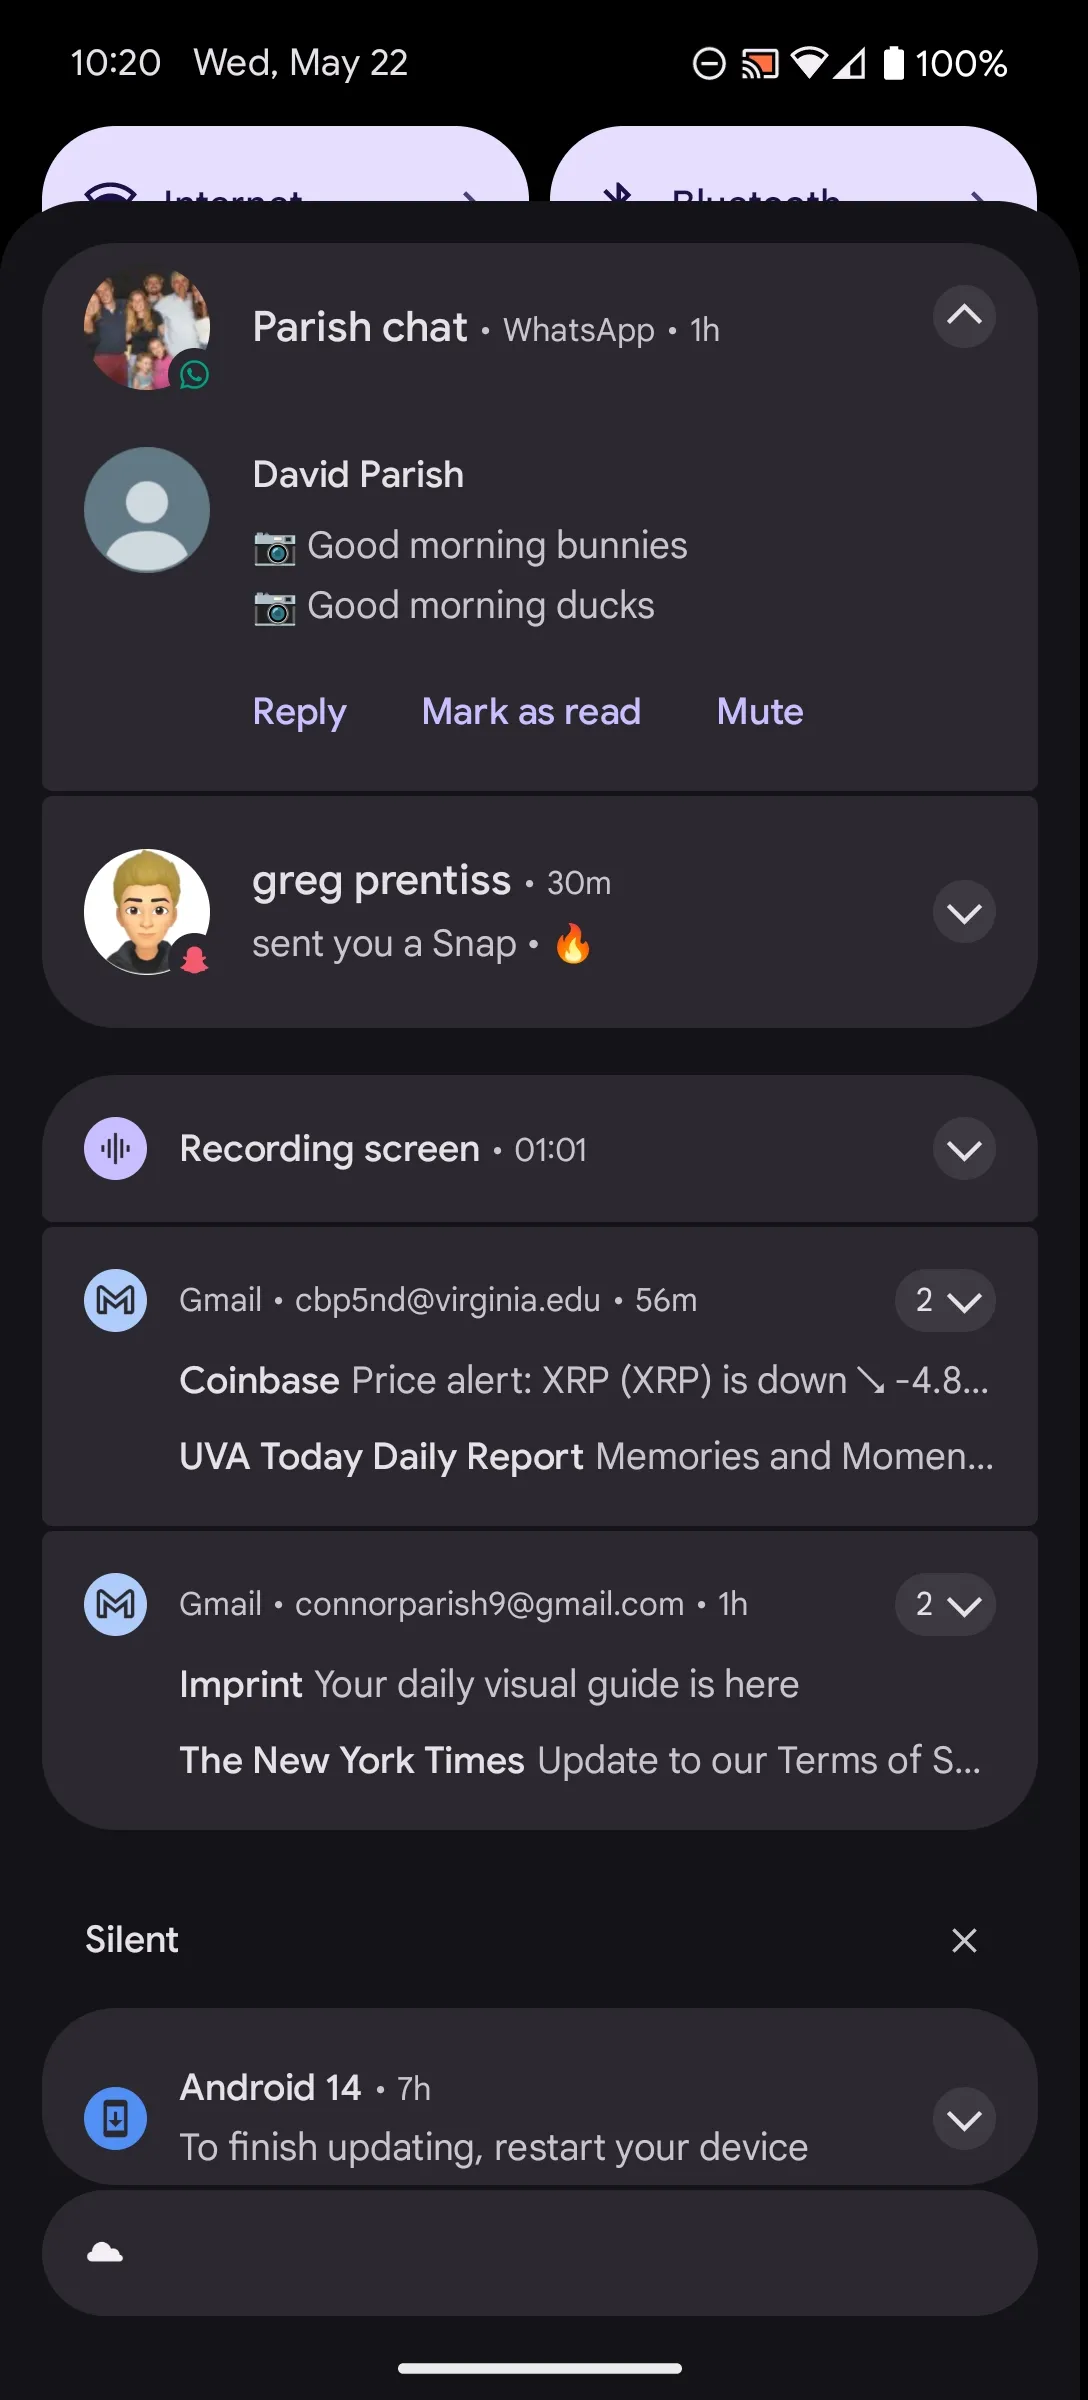 10:20 Wed, May 22 100%
Internet Bluetooth
Parish chat • WhatsApp • 1h
David Parish
📷 Good morning bunnies
📷 Good morning ducks
Reply Mark as read Mute
greg prentiss • 30m
sent you a Snap • 🔥
Recording screen • 01:01
Gmail • cbp5nd@virginia.edu • 56m 2
Coinbase Price alert: XRP (XRP) is down ↘ -4.8...
UVA Today Daily Report Memories and Momen...
Gmail • connorparish9@gmail.com • 1h 2
Imprint Your daily visual guide is here
The New York Times Update to our Terms of S...
Silent
Android 14 • 7h
To finish updating, restart your device